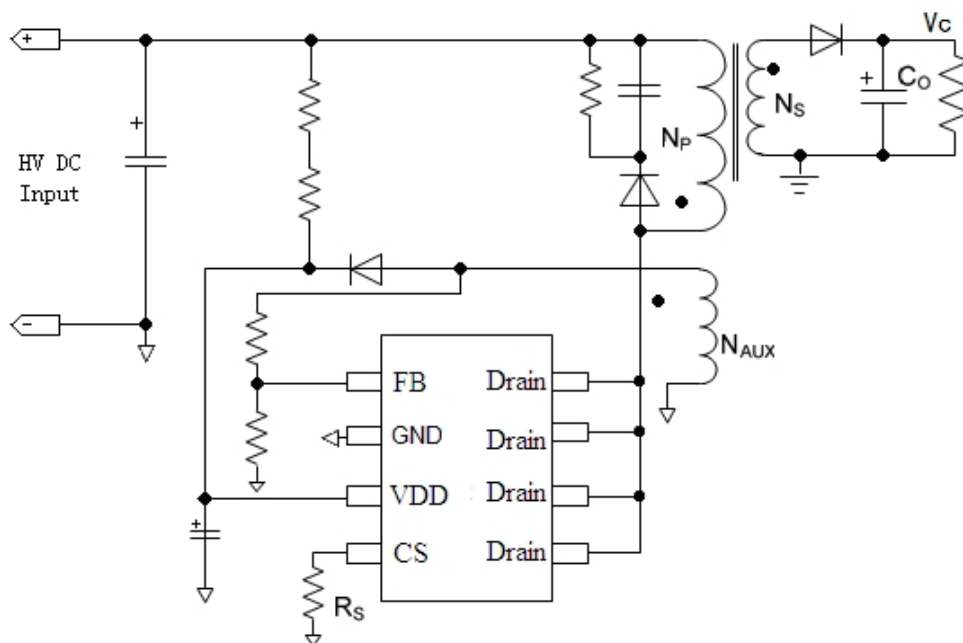 +
Vc
+
+
Co
Ns
NP
HV DC
Input
−
NAUX
FB
Drain
GND
Drain
VDD
Drain
+
CS
Drain
Rs